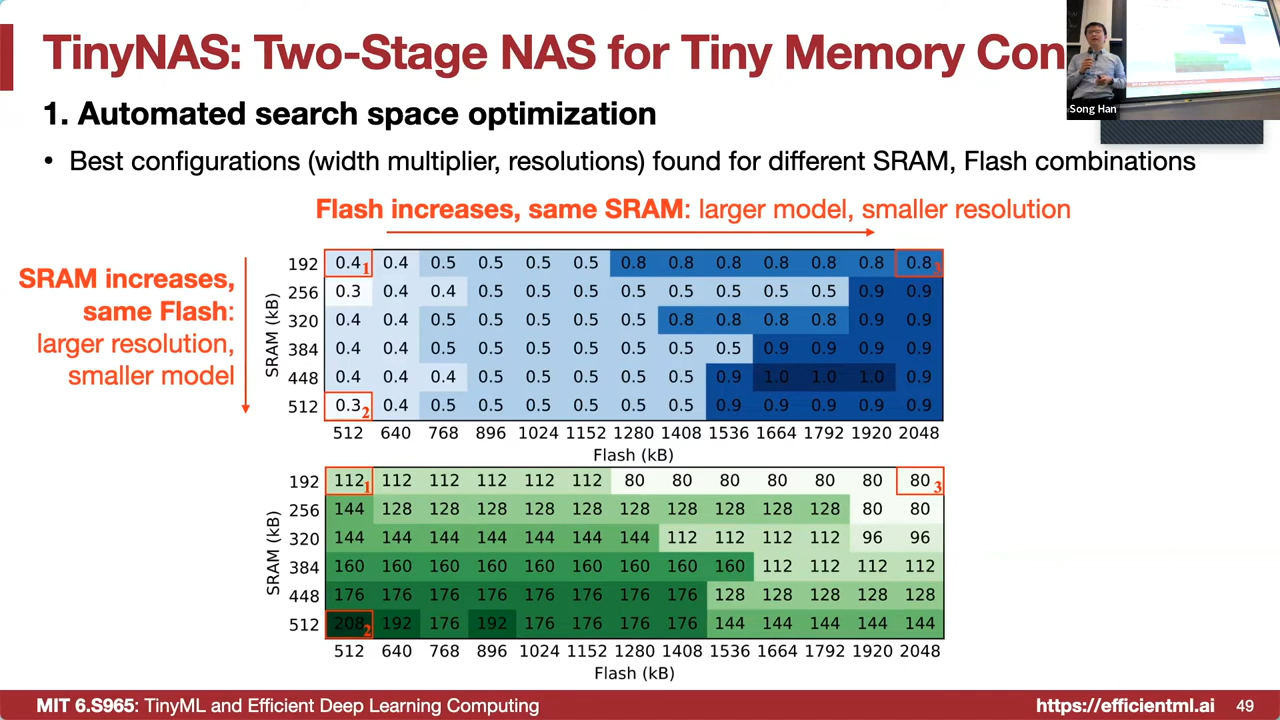 TinyNAS: Two-Stage NAS for Tiny Memory Con
Song Han
1. Automated search space optimization
• Best configurations (width multiplier, resolutions) found for different SRAM, Flash combinations
Flash increases, same SRAM: larger model, smaller resolution
SRAM increases,
same Flash:
larger resolution,
smaller model
SRAM (kB)
192 0.4 1 0.4 0.5 0.5 0.5 0.5 0.8 0.8 0.8 0.8 0.8 0.8 0.8 3
256 0.3 0.4 0.4 0.5 0.5 0.5 0.5 0.5 0.5 0.5 0.5 0.9 0.9
320 0.4 0.4 0.5 0.5 0.5 0.5 0.5 0.8 0.8 0.8 0.8 0.9 0.9
384 0.4 0.4 0.5 0.5 0.5 0.5 0.5 0.5 0.5 0.9 0.9 0.9 0.9
448 0.4 0.4 0.4 0.5 0.5 0.5 0.5 0.5 0.9 1.0 1.0 1.0 0.9
512 0.3 2 0.4 0.5 0.5 0.5 0.5 0.5 0.5 0.9 0.9 0.9 0.9 0.9
512 640 768 896 1024 1152 1280 1408 1536 1664 1792 1920 2048
Flash (kB)
SRAM (kB)
192 112 1 112 112 112 112 112 80 80 80 80 80 80 80 3
256 144 128 128 128 128 128 128 128 128 128 128 80 80
320 144 144 144 144 144 144 144 112 112 112 112 96 96
384 160 160 160 160 160 160 160 160 160 112 112 112 112
448 176 176 176 176 176 176 176 176 128 128 128 128 128
512 208 2 192 176 192 176 176 176 176 144 144 144 144 144
512 640 768 896 1024 1152 1280 1408 1536 1664 1792 1920 2048
Flash (kB)
MIT 6.S965: TinyML and Efficient Deep Learning Computing
https://efficientml.ai 49